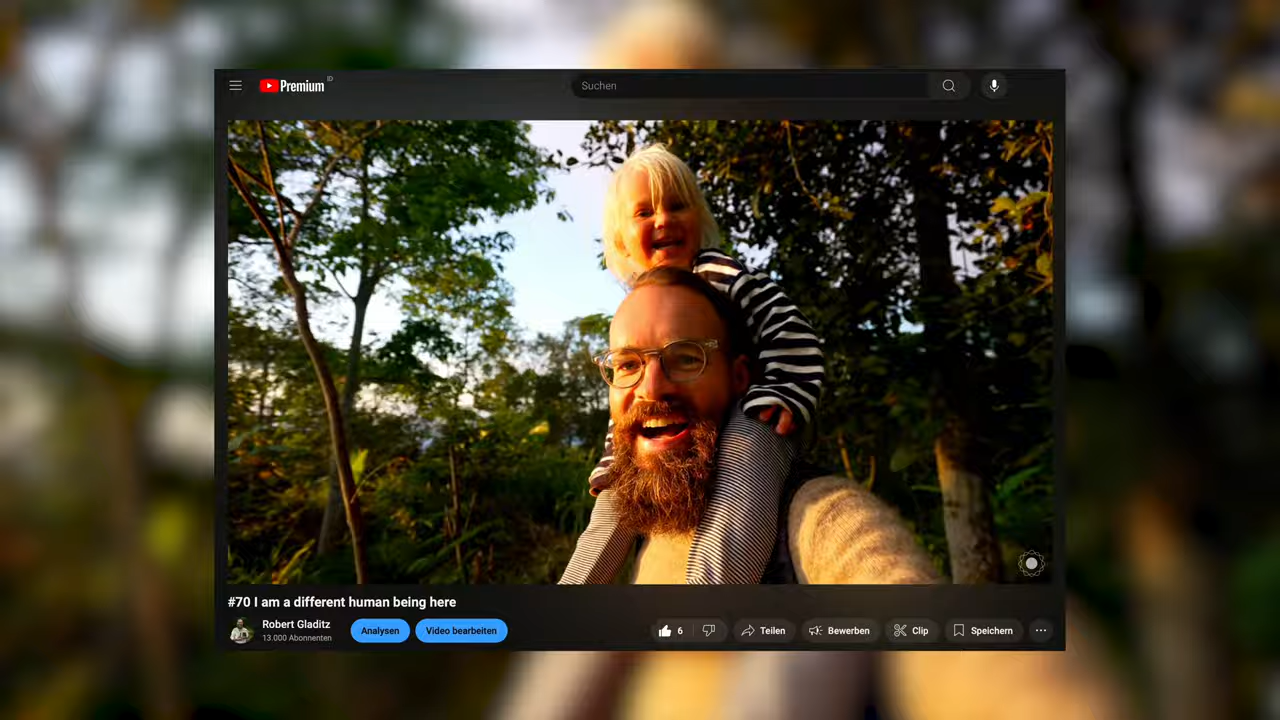 Premium ID
Suchen
#70 I am a different human being here
Robert Gladitz
13.000 Abonnenten
Analysen
Video bearbeiten
6
Teilen
Bewerben
Clip
Speichern